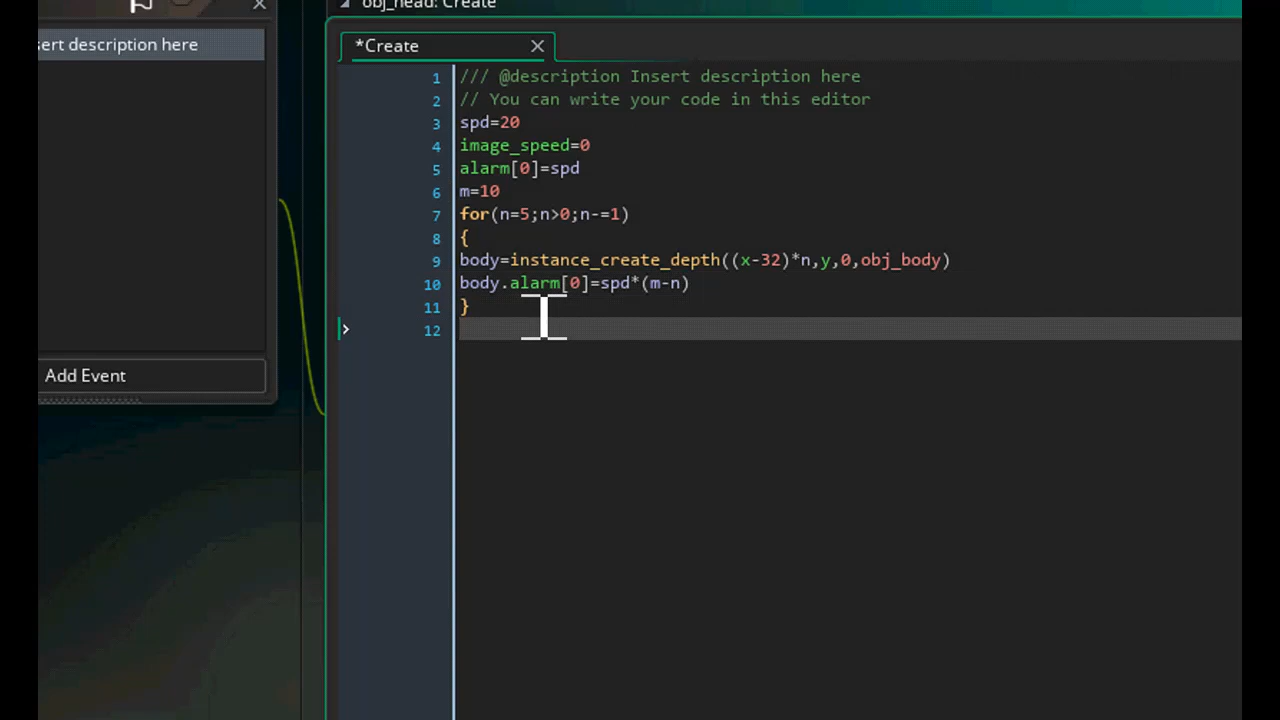 obj_head: Create
sert description here
*Create
1 /// @description Insert description here
2 // You can write your code in this editor
3 spd=20
4 image_speed=0
5 alarm[0]=spd
6 m=10
7 for(n=5;n>0;n-=1)
8 {
9 body=instance_create_depth((x-32)*n,y,0,obj_body)
10 body.alarm[0]=spd*(m-n)
11 }
12
Add Event